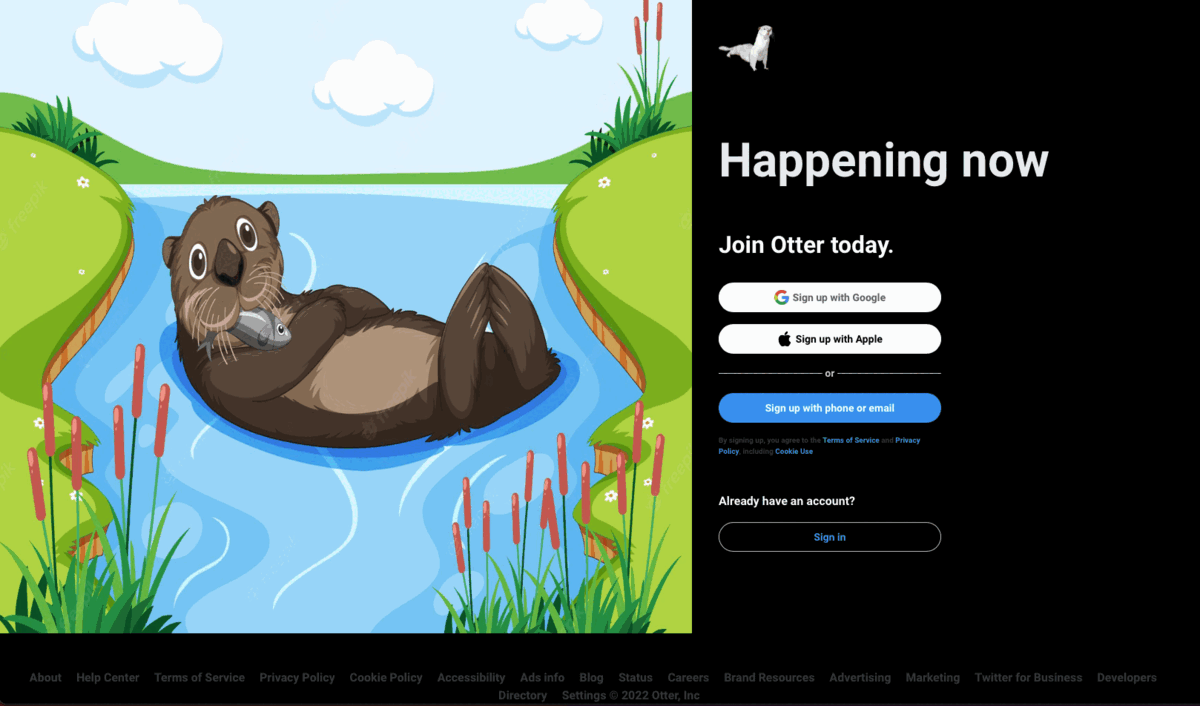 Happening now
Join Otter today.
Sign up with Google
Sign up with Apple
or
Sign up with phone or email
By signing up, you agree to the Terms of Service and Privacy
Policy, including Cookie Use
Already have an account?
Sign in
About Help Center Terms of Service Privacy Policy Cookie Policy Accessibility Ads info Blog Status Careers Brand Resources Advertising Marketing Twitter for Business Developers
Directory Settings © 2022 Otter, Inc